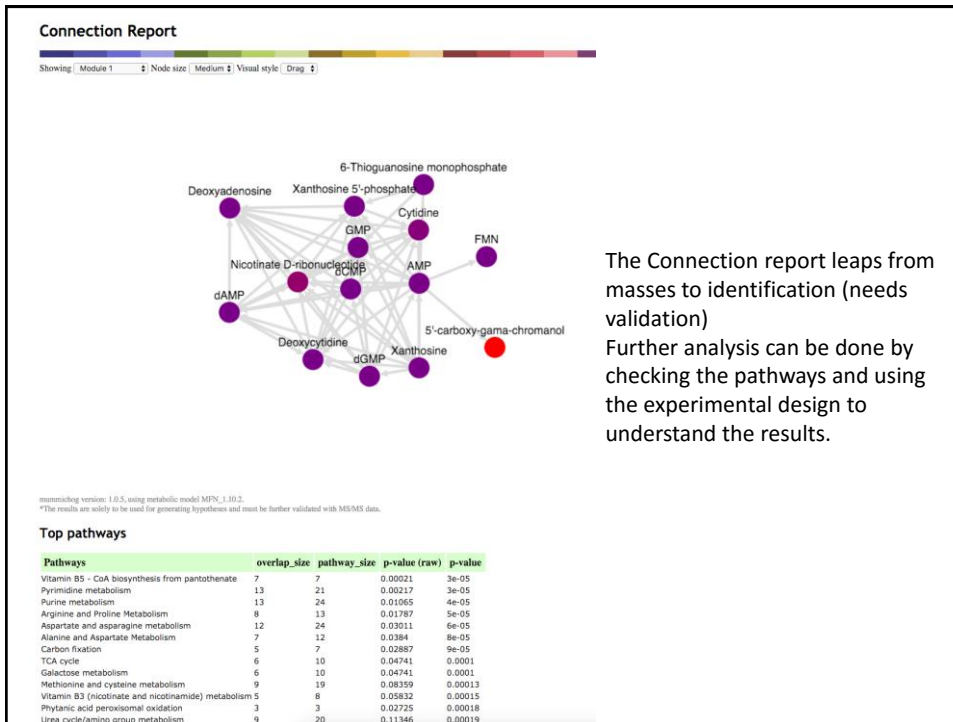 Connection Report
Showing Module 1 Node size Medium Visual style Drag
6-Thioguanosine monophosphate
Deoxyadenosine
Xanthosine 5'-phosphate
Cytidine
GMP
FMN
Nicotinate D-ribonucleotide
dCMP
AMP
dAMP
5'-carboxy-gama-chromanol
Deoxycytidine
Xanthosine
dGMP
The Connection report leaps from
masses to identification (needs
validation)
Further analysis can be done by
checking the pathways and using
the experimental design to
understand the results.
mummichog version: 1.0.5, using metabolic model MFN_1.10.2.
*The results are solely to be used for generating hypotheses and must be further validated with MS/MS data.
Top pathways
Pathways overlap_size pathway_size p-value (raw) p-value
Vitamin B5 - CoA biosynthesis from pantothenate 7 7 0.00021 3e-05
Pyrimidine metabolism 13 21 0.00217 3e-05
Purine metabolism 13 24 0.01065 4e-05
Arginine and Proline Metabolism 8 13 0.01787 5e-05
Aspartate and asparagine metabolism 12 24 0.03011 6e-05
Alanine and Aspartate Metabolism 7 12 0.0384 8e-05
Carbon fixation 5 7 0.02887 9e-05
TCA cycle 6 10 0.04741 0.0001
Galactose metabolism 6 10 0.04741 0.0001
Methionine and cysteine metabolism 9 19 0.08359 0.00013
Vitamin B3 (nicotinate and nicotinamide) metabolism 5 8 0.05832 0.00015
Phytanic acid peroxisomal oxidation 3 3 0.02725 0.00018
Urea cycle/amino group metabolism 9 20 0.11346 0.00019